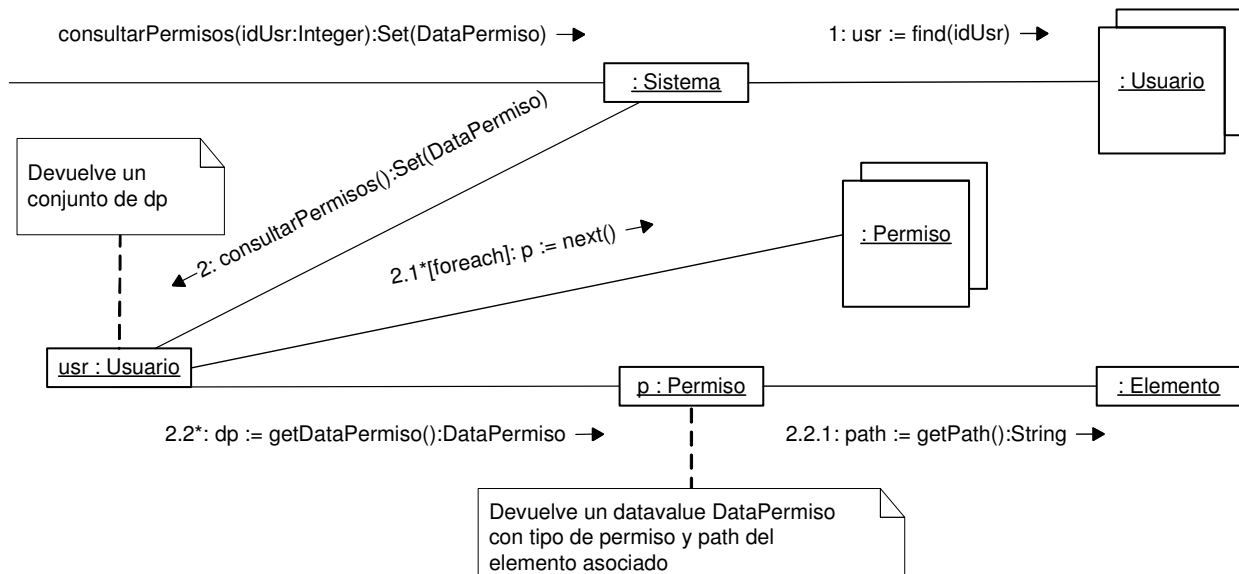 consultarPermisos(idUsr:Integer):Set(DataPermiso)
1: usr := find(idUsr)
: Sistema
: Usuario
Devuelve un
conjunto de dp
2: consultarPermisos():Set(DataPermiso)
2.1*[foreach]: p := next()
: Permiso
usr : Usuario
p : Permiso
: Elemento
2.2*: dp := getDataPermiso():DataPermiso
2.2.1: path := getPath():String
Devuelve un datavalue DataPermiso
con tipo de permiso y path del
elemento asociado